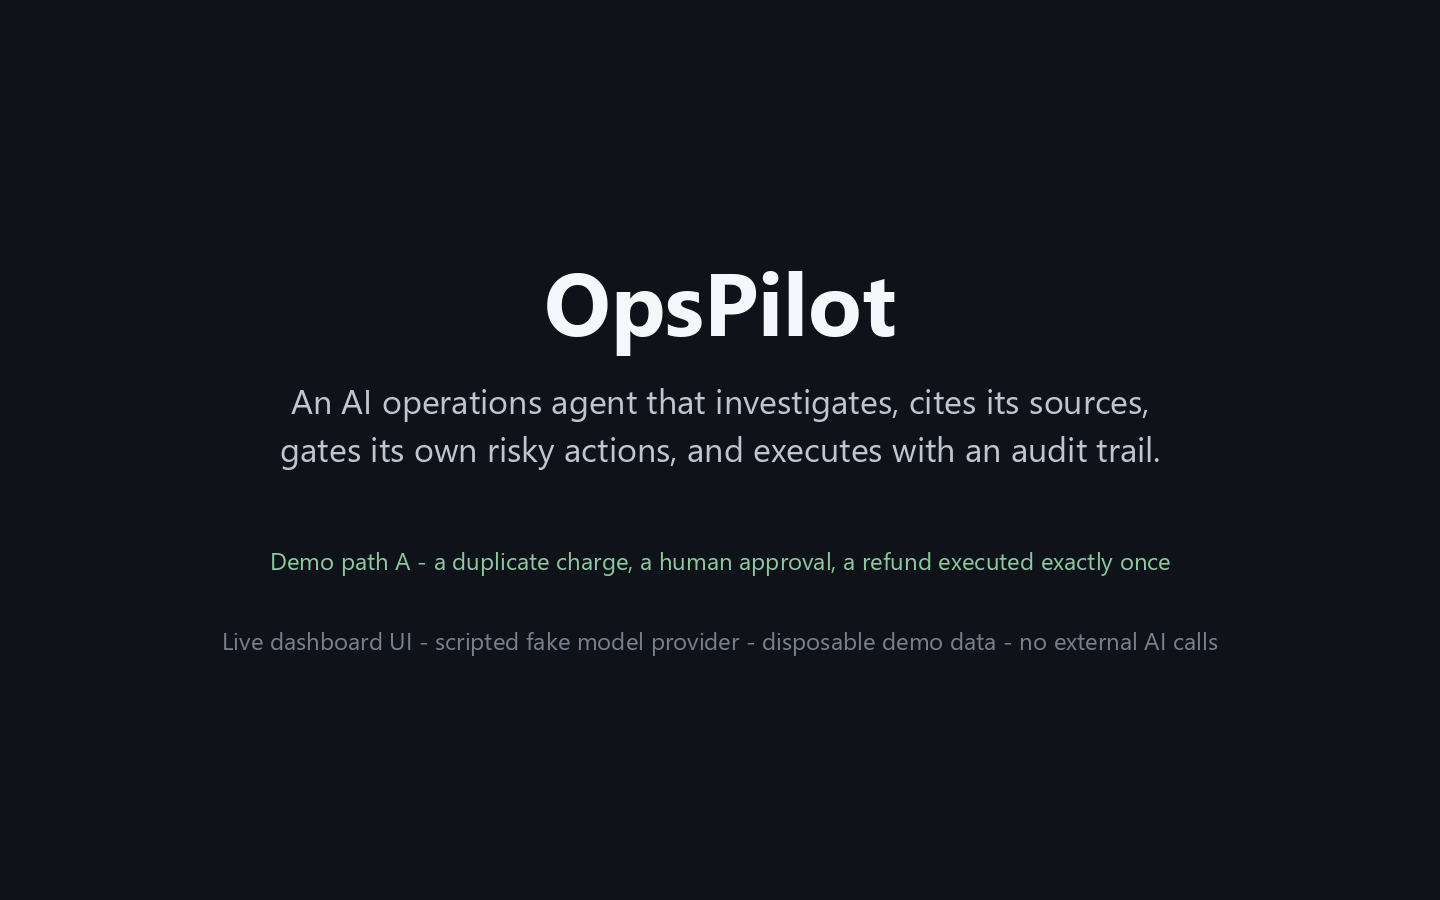 OpsPilot
An AI operations agent that investigates, cites its sources,
gates its own risky actions, and executes with an audit trail.
Demo path A - a duplicate charge, a human approval, a refund executed exactly once
Live dashboard UI - scripted fake model provider - disposable demo data - no external AI calls